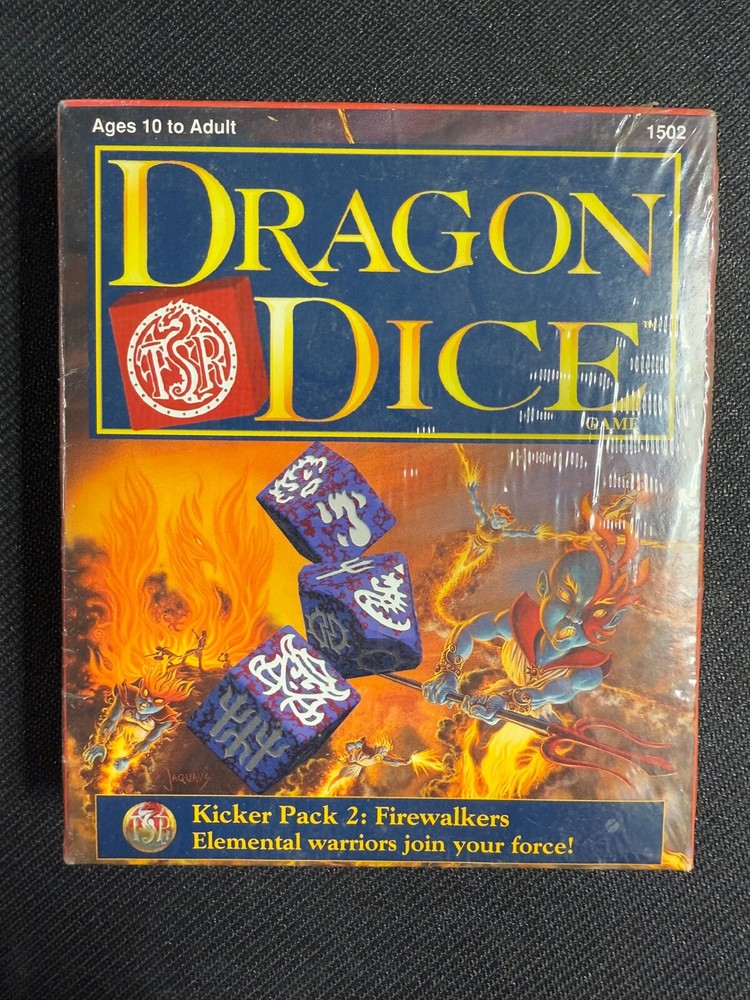 Ages 10 to Adult
1502
DRAGON
TSR
DICE
GAME
JAQUAYS
TSR
Kicker Pack 2: Firewalkers
Elemental warriors join your force!